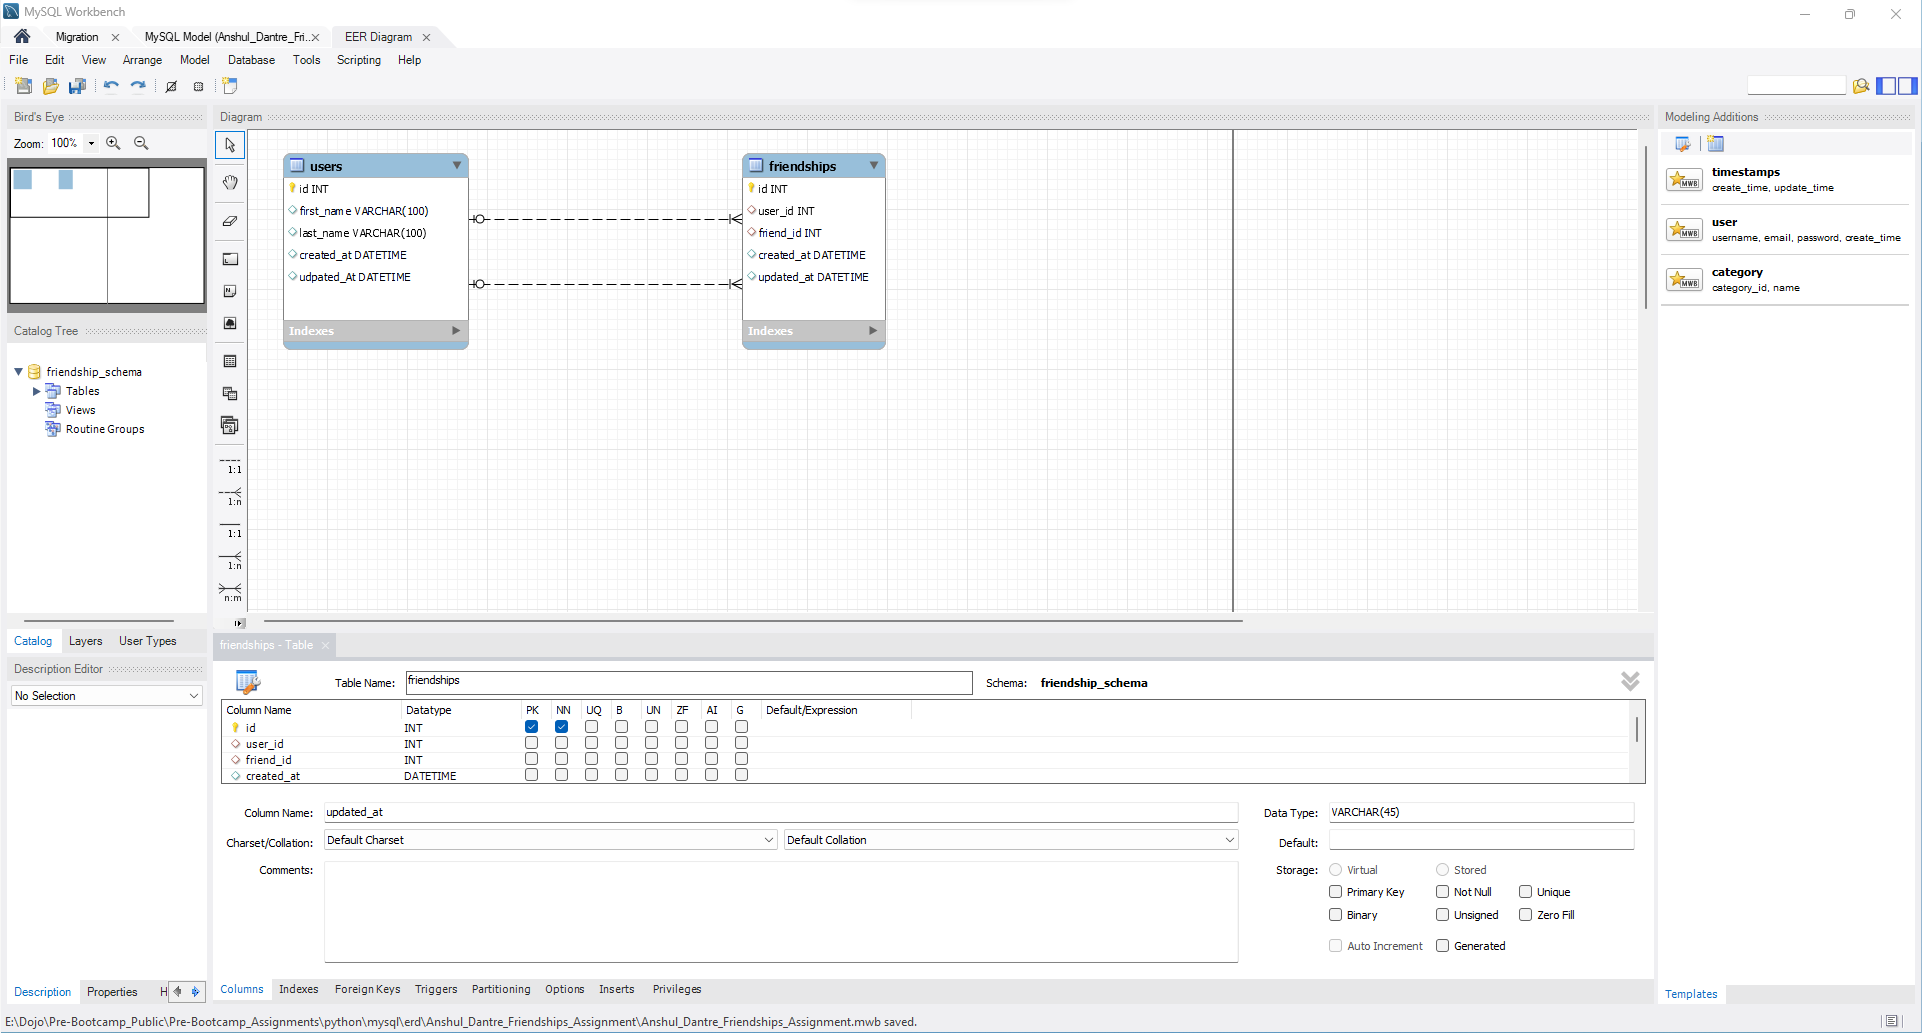 MySQL Workbench
Migration
MySQL Model (Anshul_Dantre_Fri..
EER Diagram
File Edit View Arrange Model Database Tools Scripting Help
Bird's Eye
Zoom: 100%
Catalog Tree
friendship_schema
Tables
Views
Routine Groups
Catalog Layers User Types
Description Editor
No Selection
Description Properties H
Diagram
1:1
1:n
1:1
1:n
n:m
users
id INT
first_name VARCHAR(100)
last_name VARCHAR(100)
created_at DATETIME
udpated_At DATETIME
Indexes
friendships
id INT
user_id INT
friend_id INT
created_at DATETIME
updated_at DATETIME
Indexes
Modeling Additions
timestamps
create_time, update_time
user
username, email, password, create_time
category
category_id, name
Templates
friendships - Table
Table Name: friendships Schema: friendship_schema
Column Name Datatype PK NN UQ B UN ZF AI G Default/Expression
id INT
user_id INT
friend_id INT
created_at DATETIME
Column Name: updated_at Data Type: VARCHAR(45)
Charset/Collation: Default Charset Default Collation Default:
Comments: Storage: Virtual Stored
Primary Key Not Null Unique
Binary Unsigned Zero Fill
Auto Increment Generated
Columns Indexes Foreign Keys Triggers Partitioning Options Inserts Privileges
E:\Dojo\Pre-Bootcamp_Public\Pre-Bootcamp_Assignments\python\mysql\erd\Anshul_Dantre_Friendships_Assignment\Anshul_Dantre_Friendships_Assignment.mwb saved.